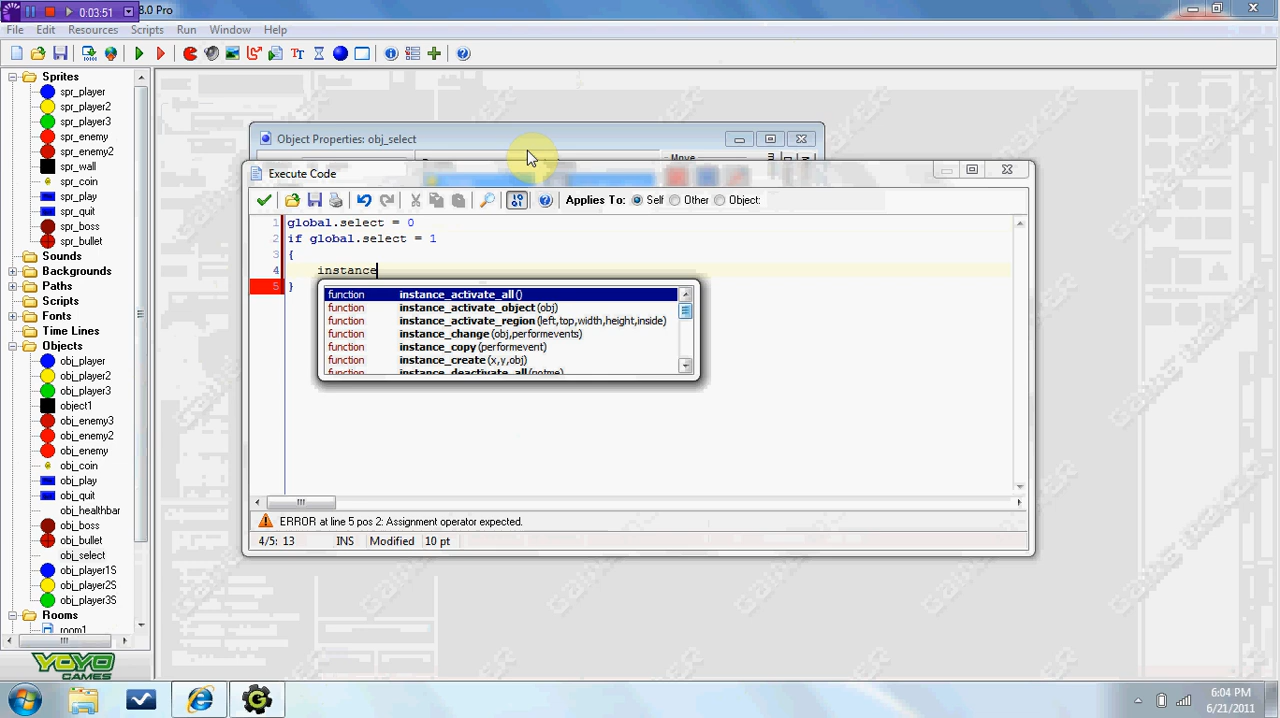 03:51
8.0 Pro
File Edit Resources Scripts Run Window Help
Sprites
spr_player
spr_player2
spr_player3
spr_enemy
spr_enemy2
spr_wall
spr_coin
spr_play
spr_quit
spr_boss
spr_bullet
Sounds
Backgrounds
Paths
Scripts
Fonts
Time Lines
Objects
obj_player
obj_player2
obj_player3
object1
obj_enemy3
obj_enemy2
obj_enemy
obj_coin
obj_play
obj_quit
obj_healthbar
obj_boss
obj_bullet
obj_select
obj_player1S
obj_player2S
obj_player3S
Rooms
room1
YOYO
GAMES
Object Properties: obj_select
Move
Execute Code
Applies To: Self Other Object:
1 global.select = 0
2 if global.select = 1
3 {
4 instance
5 }
function instance_activate_all()
function instance_activate_object(obj)
function instance_activate_region(left,top,width,height,inside)
function instance_change(obj,performevents)
function instance_copy(performevent)
function instance_create(x,y,obj)
function instance_deactivate_all(notme)
ERROR at line 5 pos 2: Assignment operator expected.
4/5: 13 INS Modified 10 pt
6:04 PM
6/21/2011